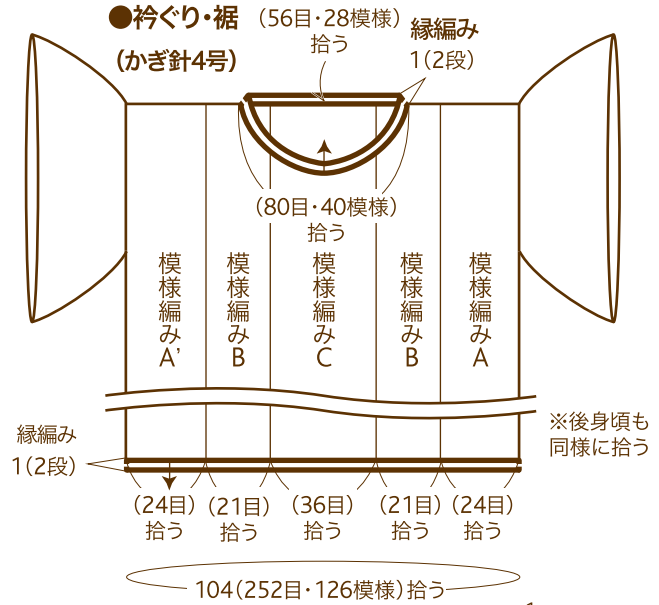 ●衿ぐり・裾
(かぎ針4号)
(56目・28模様)
拾う
縁編み
1(2段)
(80目・40模様)
拾う
模様編みA'
模様編みB
模様編みC
模様編みB
模様編みA
縁編み
1(2段)
※後身頃も
同様に拾う
(24目)
拾う
(21目)
拾う
(36目)
拾う
(21目)
拾う
(24目)
拾う
104(252目・126模様)拾う